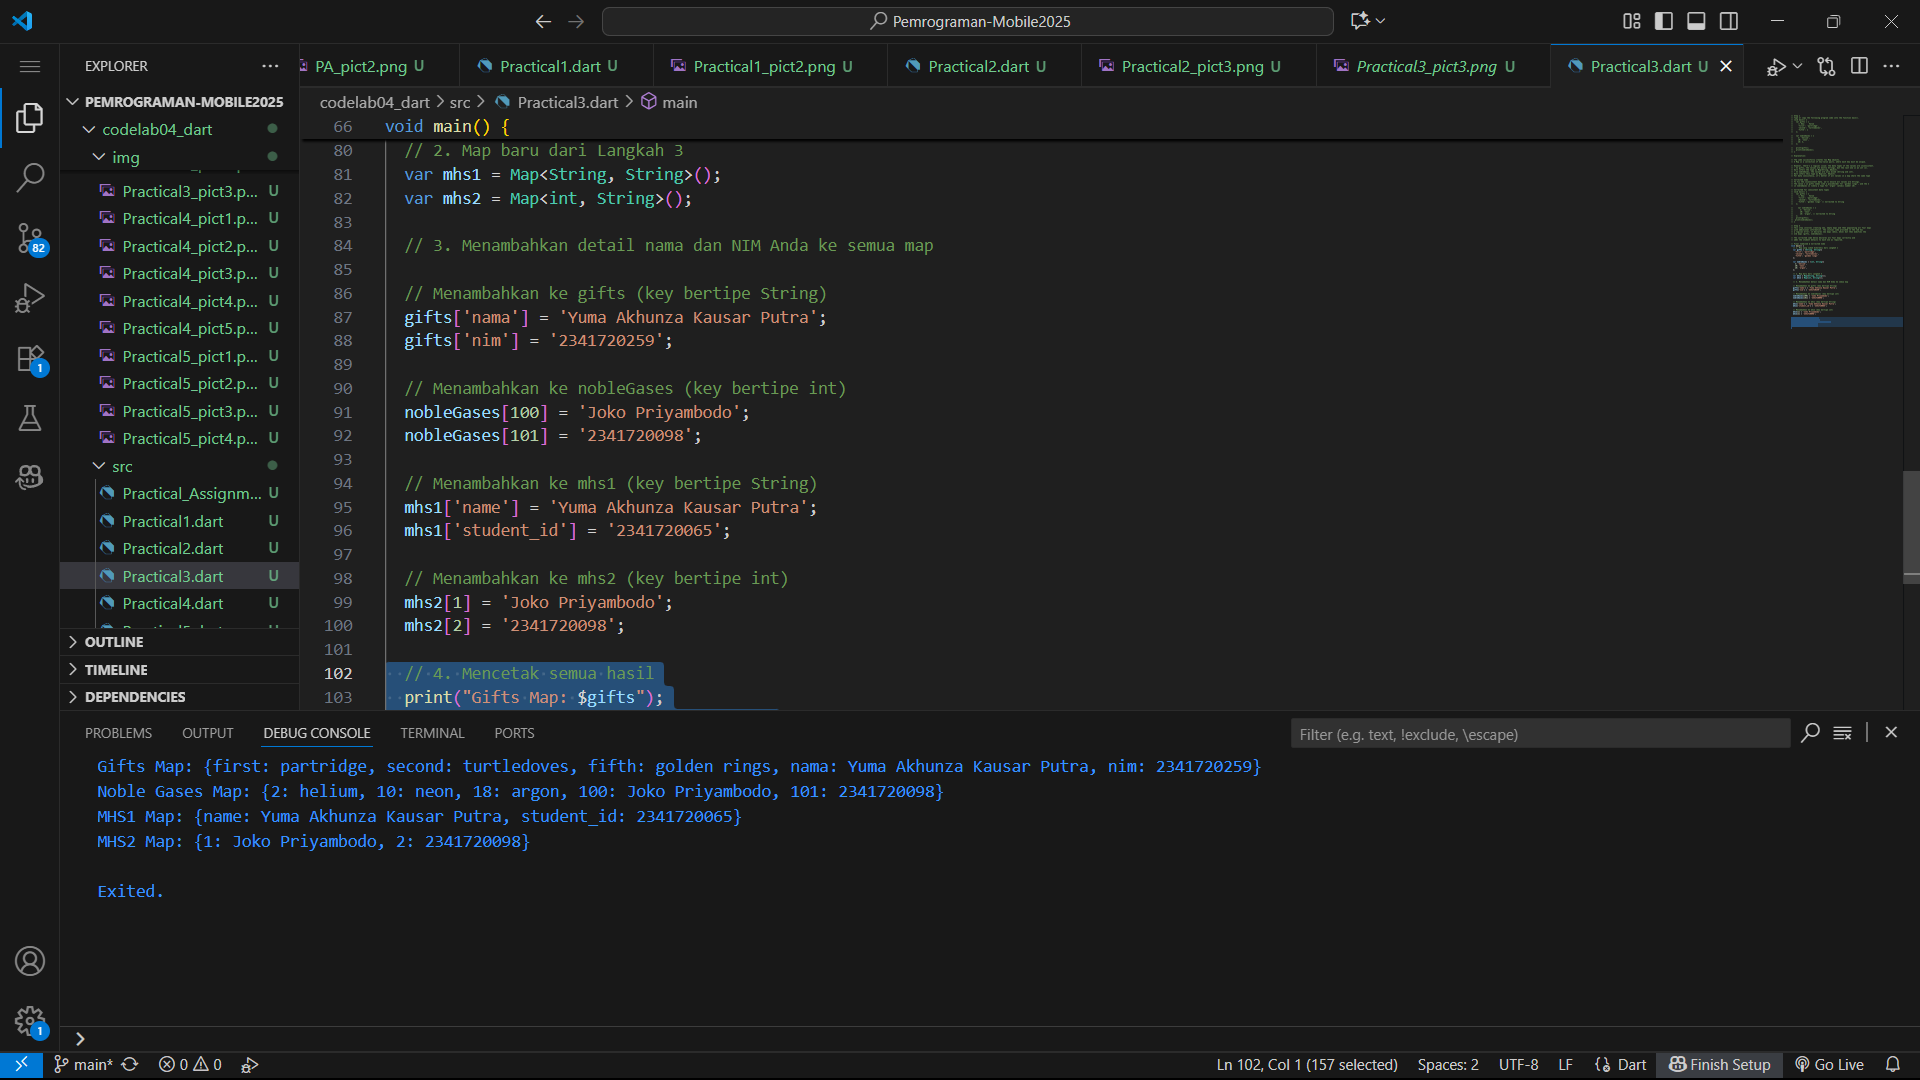 Pemrograman-Mobile2025
EXPLORER
PA_pict2.png U
Practical1.dart U
Practical1_pict2.png U
Practical2.dart U
Practical2_pict3.png U
Practical3_pict3.png U
Practical3.dart U
PEMROGRAMAN-MOBILE2025
codelab04_dart
img
Practical3_pict3.p... U
Practical4_pict1.p... U
Practical4_pict2.p... U
Practical4_pict3.p... U
Practical4_pict4.p... U
Practical4_pict5.p... U
Practical5_pict1.p... U
Practical5_pict2.p... U
Practical5_pict3.p... U
Practical5_pict4.p... U
src
Practical_Assignm... U
Practical1.dart U
Practical2.dart U
Practical3.dart U
Practical4.dart U
OUTLINE
TIMELINE
DEPENDENCIES
82
1
1
codelab04_dart > src > Practical3.dart > main
66 void main() {
80 // 2. Map baru dari Langkah 3
81 var mhs1 = Map<String, String>();
82 var mhs2 = Map<int, String>();
83
84 // 3. Menambahkan detail nama dan NIM Anda ke semua map
85
86 // Menambahkan ke gifts (key bertipe String)
87 gifts['nama'] = 'Yuma Akhunza Kausar Putra';
88 gifts['nim'] = '2341720259';
89
90 // Menambahkan ke nobleGases (key bertipe int)
91 nobleGases[100] = 'Joko Priyambodo';
92 nobleGases[101] = '2341720098';
93
94 // Menambahkan ke mhs1 (key bertipe String)
95 mhs1['name'] = 'Yuma Akhunza Kausar Putra';
96 mhs1['student_id'] = '2341720065';
97
98 // Menambahkan ke mhs2 (key bertipe int)
99 mhs2[1] = 'Joko Priyambodo';
100 mhs2[2] = '2341720098';
101
102 // 4. Mencetak semua hasil
103 print("Gifts Map: $gifts");
PROBLEMS OUTPUT DEBUG CONSOLE TERMINAL PORTS
Filter (e.g. text, !exclude, \escape)
Gifts Map: {first: partridge, second: turtledoves, fifth: golden rings, nama: Yuma Akhunza Kausar Putra, nim: 2341720259}
Noble Gases Map: {2: helium, 10: neon, 18: argon, 100: Joko Priyambodo, 101: 2341720098}
MHS1 Map: {name: Yuma Akhunza Kausar Putra, student_id: 2341720065}
MHS2 Map: {1: Joko Priyambodo, 2: 2341720098}
Exited.
main* 0 0
Ln 102, Col 1 (157 selected) Spaces: 2 UTF-8 LF Dart Finish Setup Go Live